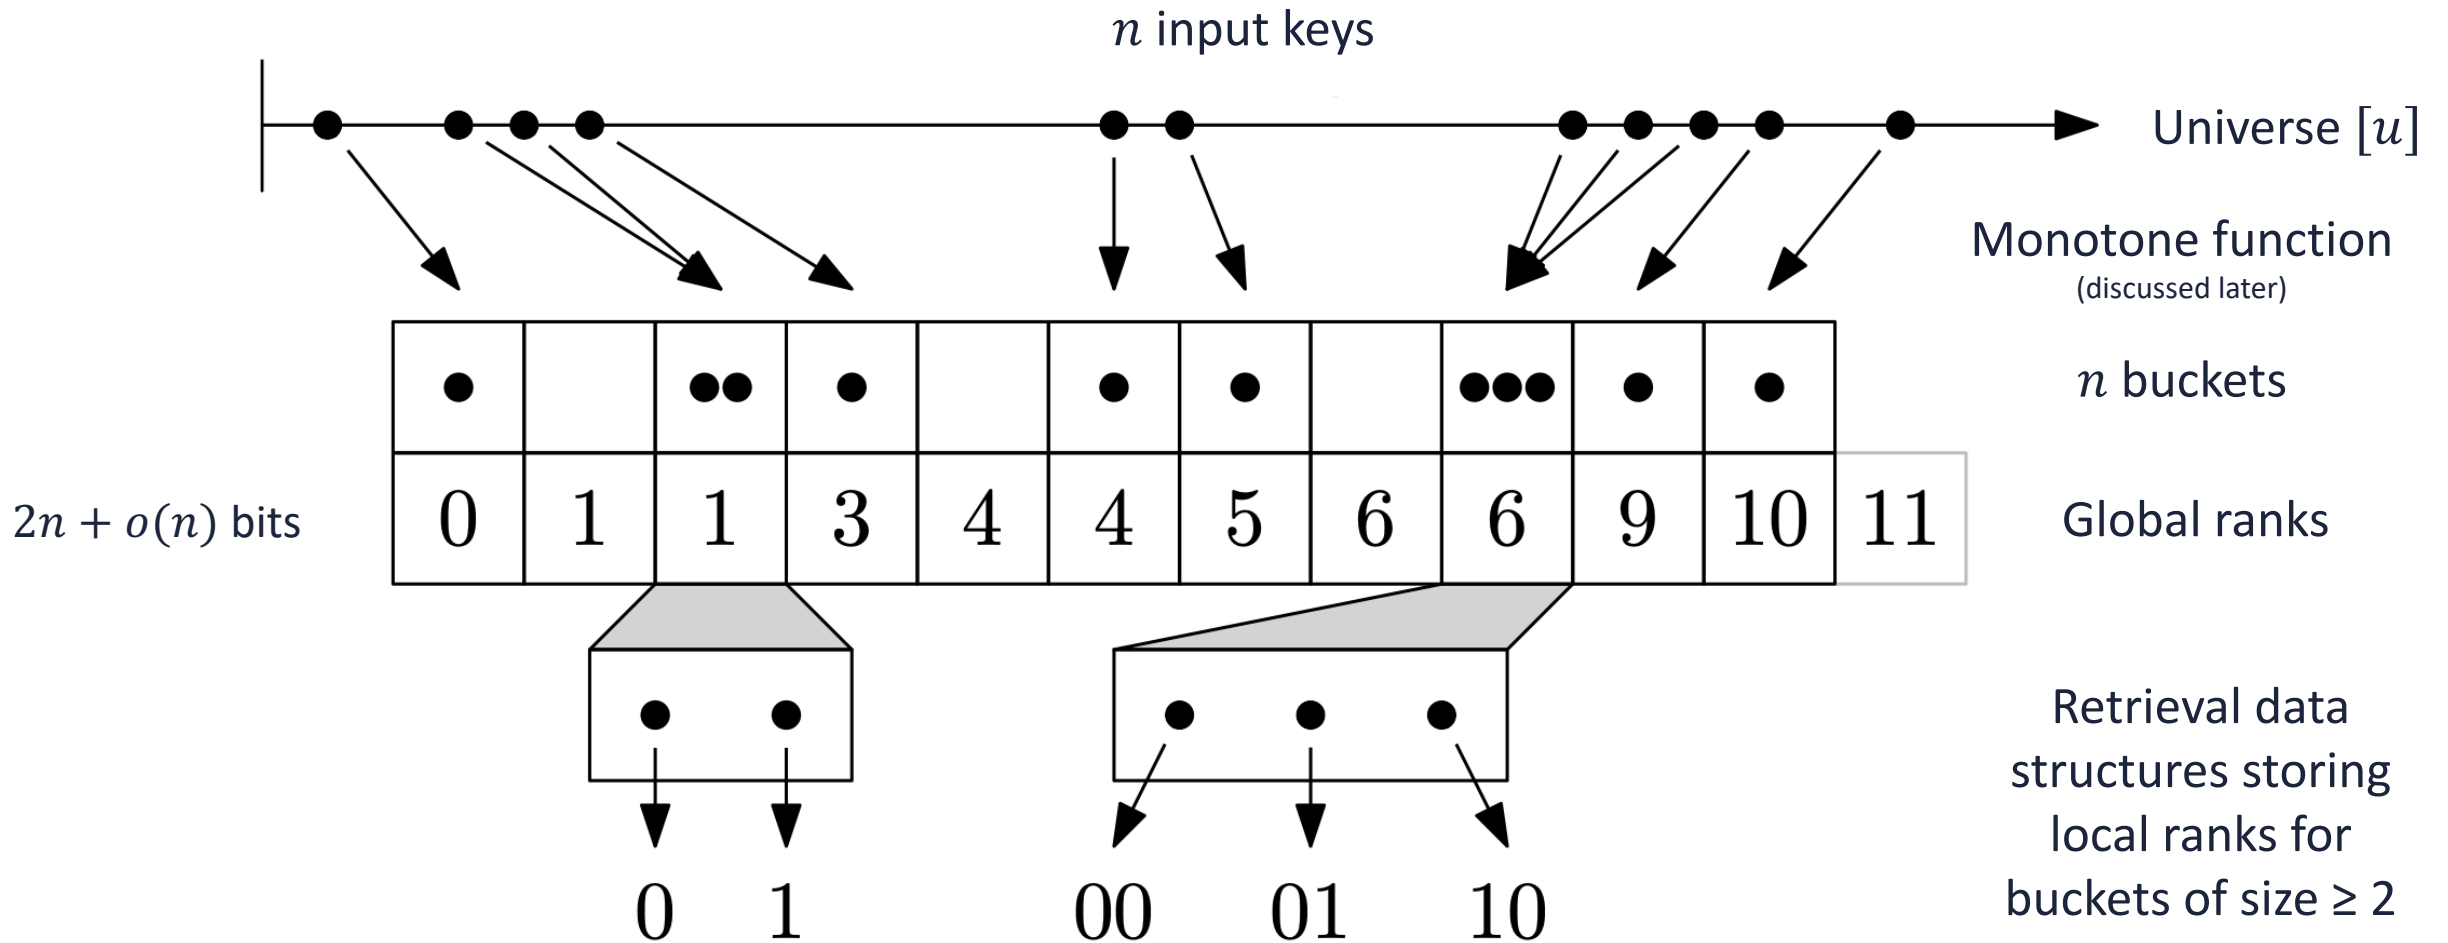 n input keys
Universe [u]
Monotone function
(discussed later)
n buckets
2n + o(n) bits
0 1 1 3 4 4 5 6 6 9 10 11
Global ranks
Retrieval data
structures storing
local ranks for
buckets of size ≥ 2
0 1 00 01 10